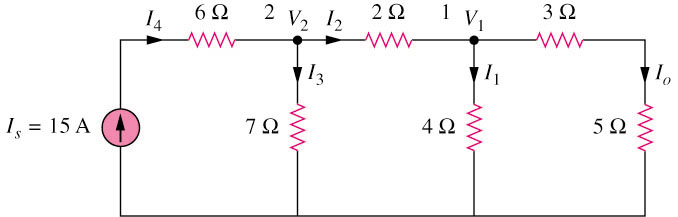 I₄ 6 Ω 2 V₂ I₂ 2 Ω 1 V₁ 3 Ω
I₃ I₁ Iₒ
Iₛ = 15 A 7 Ω 4 Ω 5 Ω